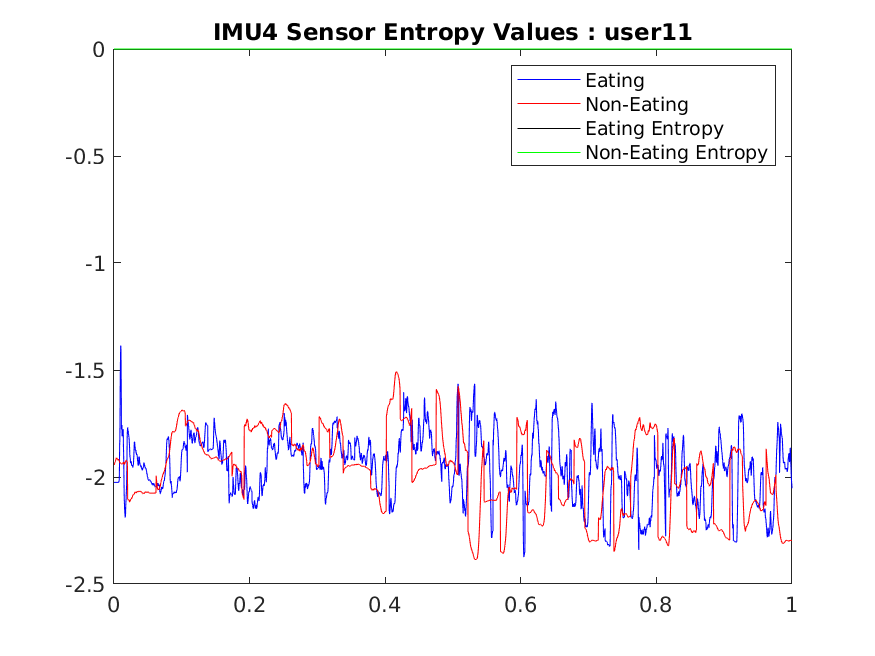 IMU4 Sensor Entropy Values : user11
0
-0.5
-1
-1.5
-2
-2.5
Eating
Non-Eating
Eating Entropy
Non-Eating Entropy
0 0.2 0.4 0.6 0.8 1